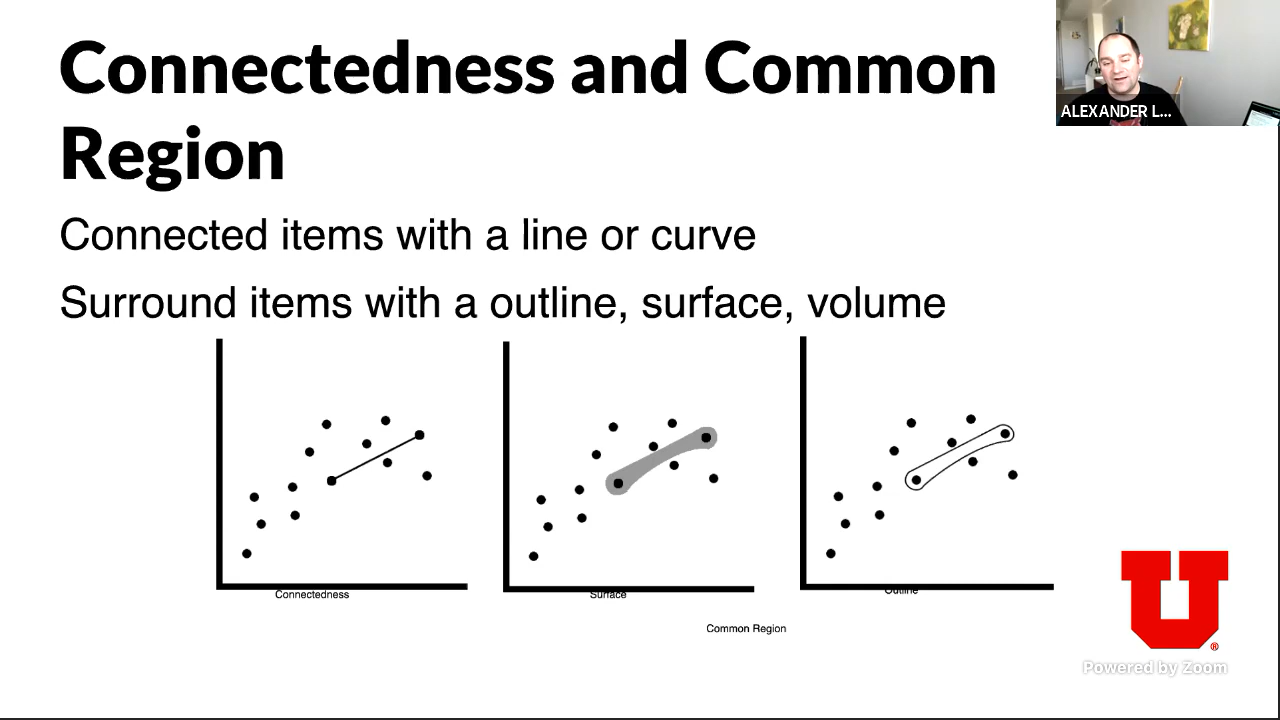 Connectedness and Common
Region
ALEXANDER L...
Connected items with a line or curve
Surround items with a outline, surface, volume
Connectedness
Surface
Outline
Common Region
U
®
Powered by Zoom